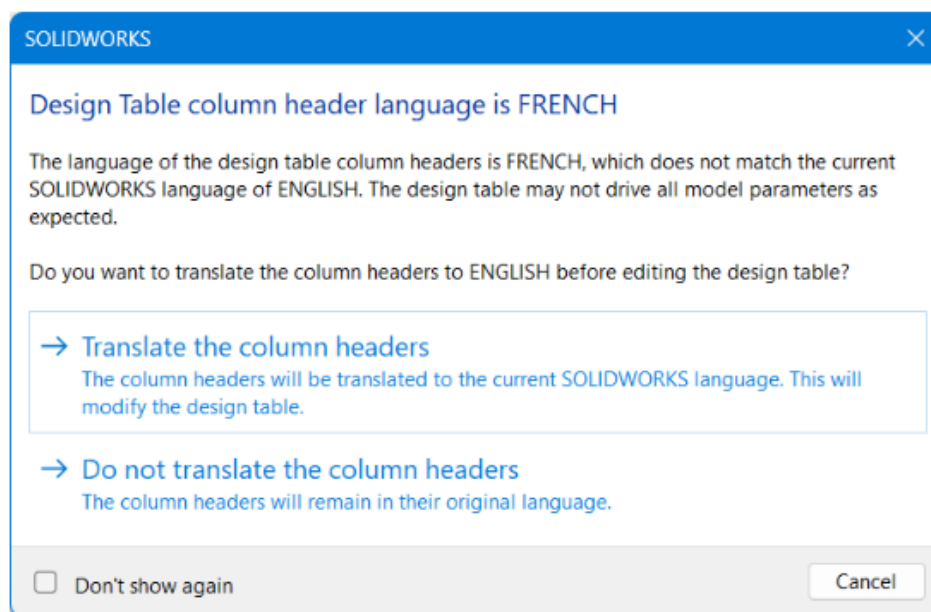 SOLIDWORKS
Design Table column header language is FRENCH
The language of the design table column headers is FRENCH, which does not match the current
SOLIDWORKS language of ENGLISH. The design table may not drive all model parameters as
expected.
Do you want to translate the column headers to ENGLISH before editing the design table?
→ Translate the column headers
The column headers will be translated to the current SOLIDWORKS language. This will
modify the design table.
→ Do not translate the column headers
The column headers will remain in their original language.
Don't show again
Cancel